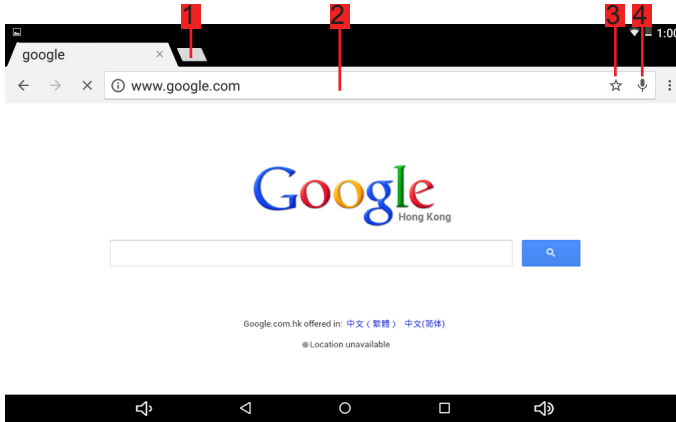 1 2 3 4
1:00
google
www.google.com
Google
Hong Kong
Google.com.hk offered in: 中文（繁體） 中文(简体)
Location unavailable